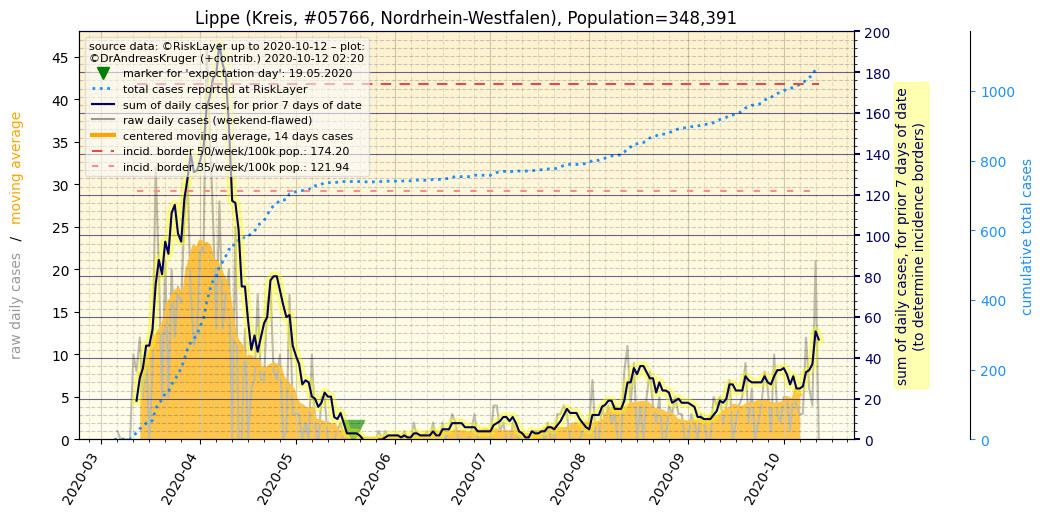 Lippe (Kreis, #05766, Nordrhein-Westfalen), Population=348,391
source data: ©RiskLayer up to 2020-10-12 – plot:
©DrAndreasKruger (+contrib.) 2020-10-12 02:20
marker for 'expectation day': 19.05.2020
total cases reported at RiskLayer
sum of daily cases, for prior 7 days of date
raw daily cases (weekend-flawed)
centered moving average, 14 days cases
incid. border 50/week/100k pop.: 174.20
incid. border 35/week/100k pop.: 121.94
raw daily cases / moving average
45
40
35
30
25
20
15
10
5
0
200
180
160
140
120
100
80
60
40
20
0
sum of daily cases, for prior 7 days of date
(to determine incidence borders)
1000
800
600
400
200
0
cumulative total cases
2020-03
2020-04
2020-05
2020-06
2020-07
2020-08
2020-09
2020-10